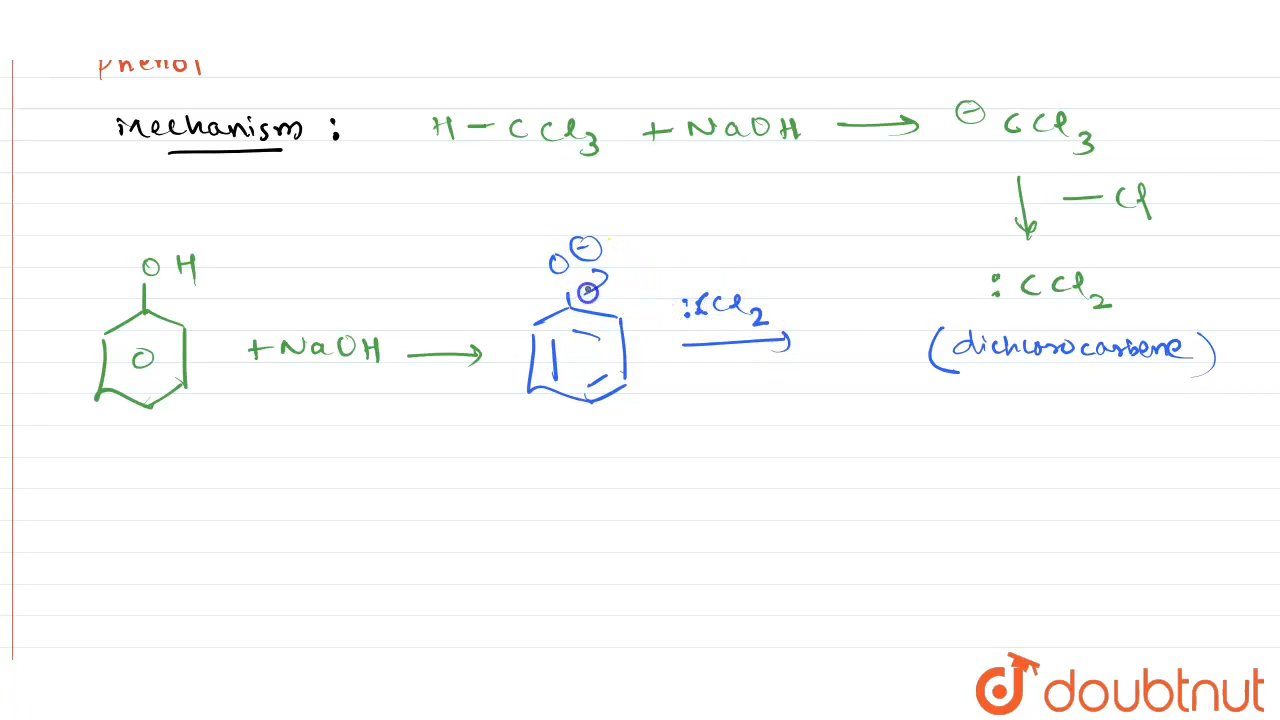 phenol
Mechanism : H - CCl3 + NaOH → ⊖ CCl3
- Cl
: CCl2
(dichlorocarbene)
OH
+ NaOH →
O ⊖
:CCl2
doubtnut